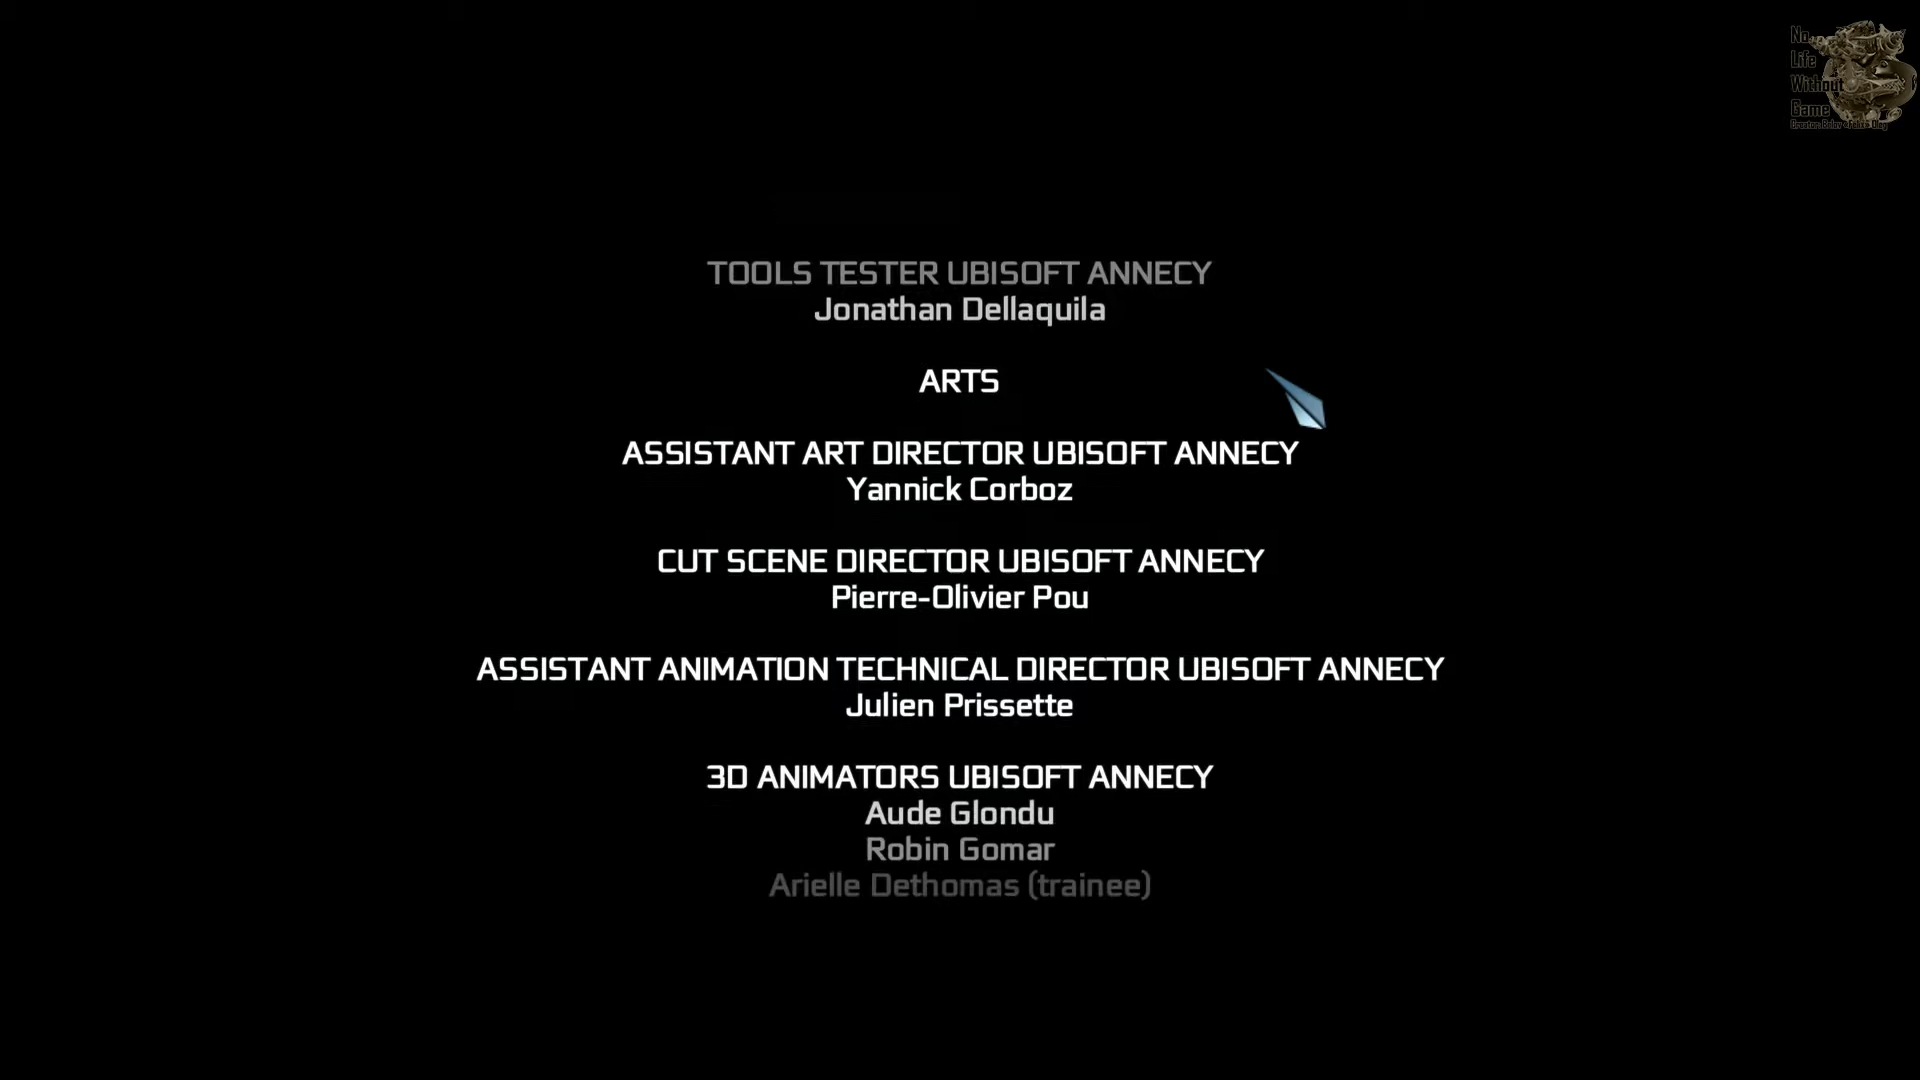 No
Life
Without
Game
TOOLS TESTER UBISOFT ANNECY
Jonathan Dellaquila
ARTS
ASSISTANT ART DIRECTOR UBISOFT ANNECY
Yannick Corboz
CUT SCENE DIRECTOR UBISOFT ANNECY
Pierre-Olivier Pou
ASSISTANT ANIMATION TECHNICAL DIRECTOR UBISOFT ANNECY
Julien Prissette
3D ANIMATORS UBISOFT ANNECY
Aude Glondu
Robin Gomar
Arielle Dethomas (trainee)